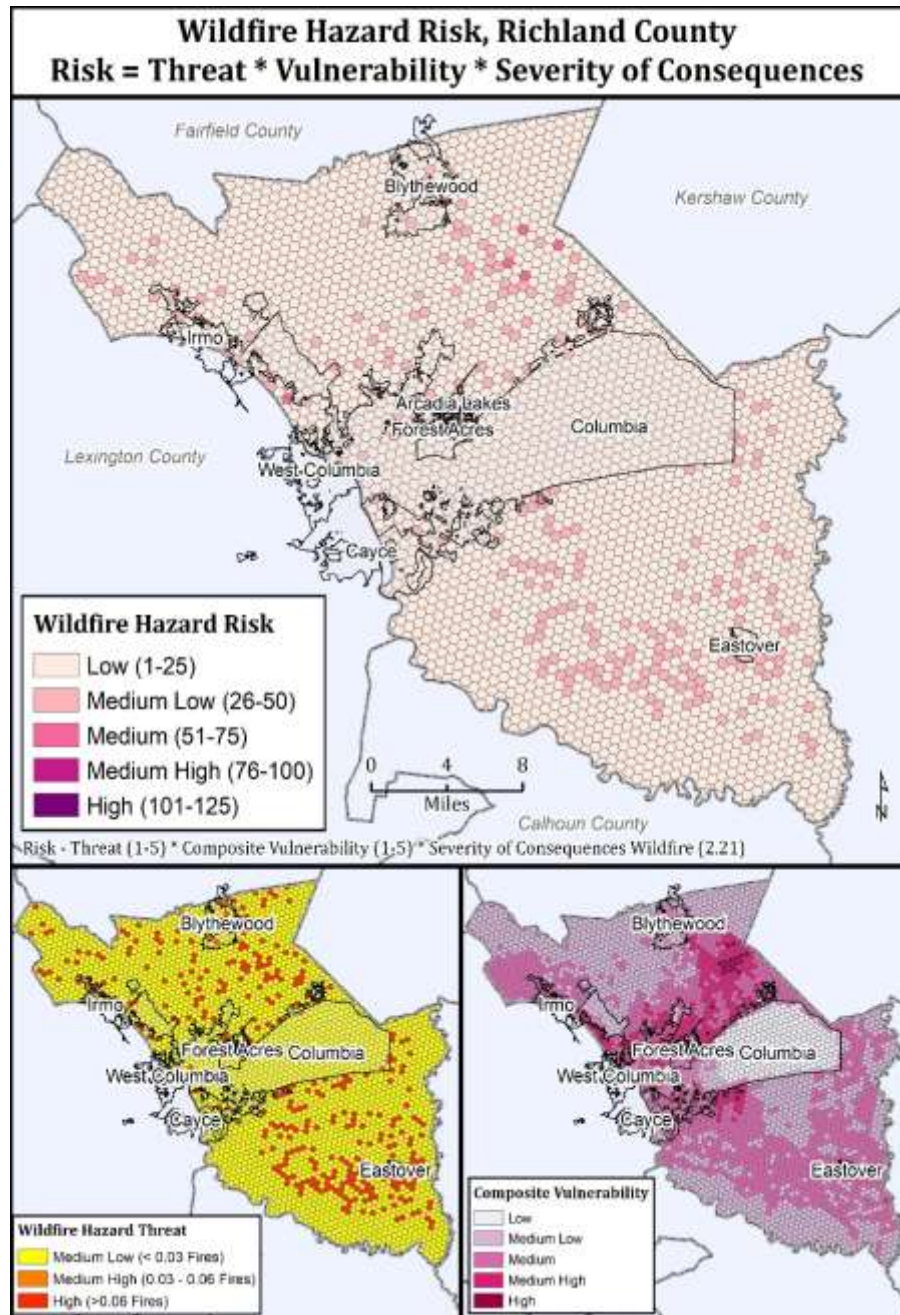 Wildfire Hazard Risk, Richland County
Risk = Threat * Vulnerability * Severity of Consequences
Fairfield County
Blythewood
Kershaw County
Irmo
Arcadia Lakes
Forest Acres
Columbia
Lexington County
West Columbia
Cayce
Eastover
Wildfire Hazard Risk
Low (1-25)
Medium Low (26-50)
Medium (51-75)
Medium High (76-100)
High (101-125)
0 4 8
Miles
N
Calhoun County
Risk - Threat (1-5) * Composite Vulnerability (1-5) * Severity of Consequences Wildfire (2.21)
Blythewood
Irmo
Forest Acres
Columbia
West Columbia
Cayce
Eastover
Wildfire Hazard Threat
Medium Low (< 0.03 Fires)
Medium High (0.03 - 0.06 Fires)
High (>0.06 Fires)
Blythewood
Irmo
Forest Acres
Columbia
West Columbia
Cayce
Eastover
Composite Vulnerability
Low
Medium Low
Medium
Medium High
High